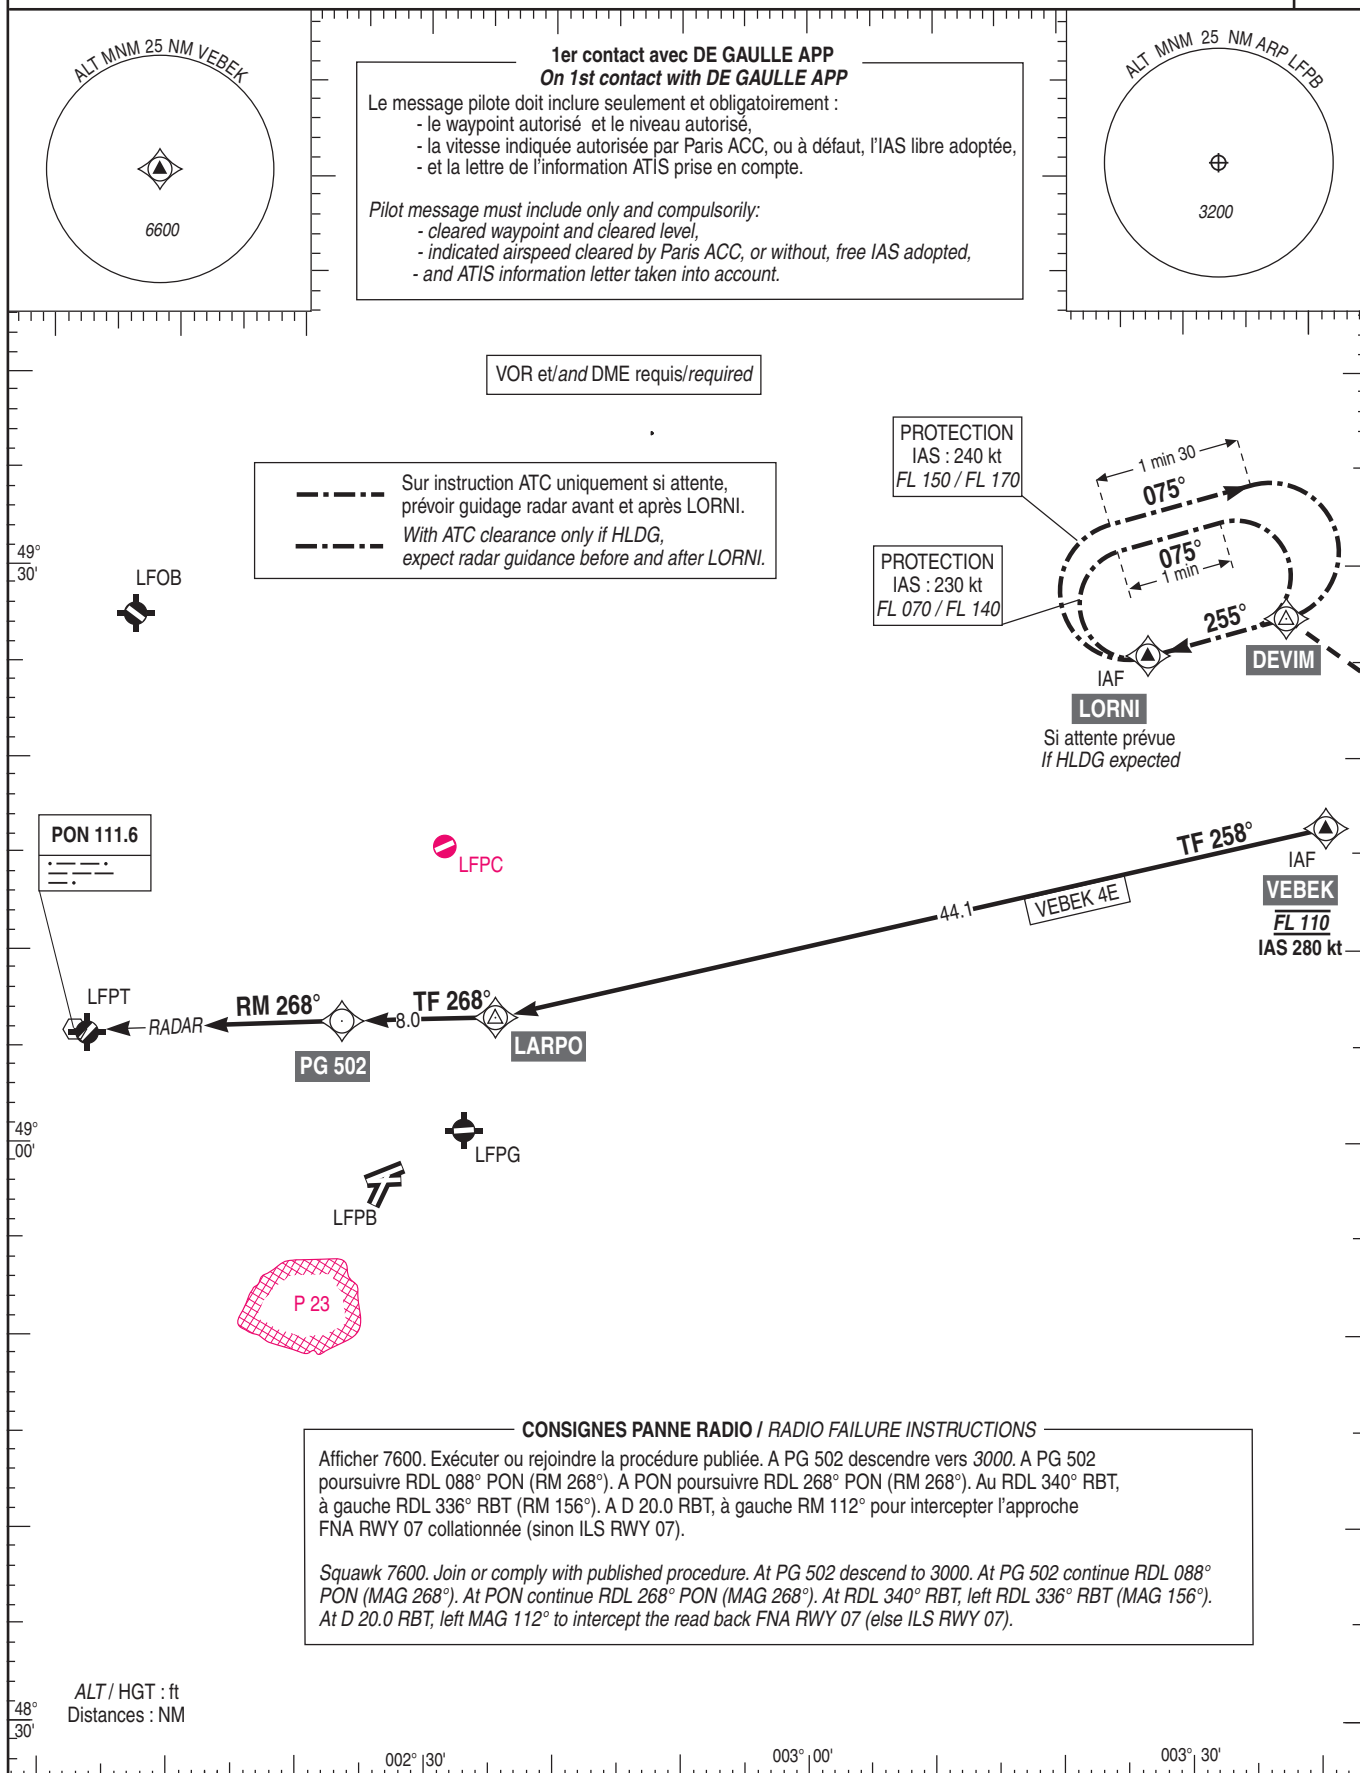 ALT MNM 25 NM VEBEK
6600
1er contact avec DE GAULLE APP
On 1st contact with DE GAULLE APP
Le message pilote doit inclure seulement et obligatoirement :
- le waypoint autorisé et le niveau autorisé,
- la vitesse indiquée autorisée par Paris ACC, ou à défaut, l'IAS libre adoptée,
- et la lettre de l'information ATIS prise en compte.
Pilot message must include only and compulsorily:
- cleared waypoint and cleared level,
- indicated airspeed cleared by Paris ACC, or without, free IAS adopted,
- and ATIS information letter taken into account.
ALT MNM 25 NM ARP LFPB
3200
VOR et/and DME requis/required
Sur instruction ATC uniquement si attente,
prévoir guidage radar avant et après LORNI.
With ATC clearance only if HLDG,
expect radar guidance before and after LORNI.
PROTECTION
IAS : 240 kt
FL 150 / FL 170
1 min 30
075°
PROTECTION
IAS : 230 kt
FL 070 / FL 140
075°
1 min
255°
DEVIM
IAF
LORNI
Si attente prévue
If HLDG expected
49°
30'
LFOB
PON 111.6
LFPC
TF 258°
IAF
VEBEK
FL 110
IAS 280 kt
VEBEK 4E
44.1
LFPT
RADAR
RM 268°
8.0
TF 268°
LARPO
PG 502
49°
00'
LFPG
LFPB
P 23
CONSIGNES PANNE RADIO / RADIO FAILURE INSTRUCTIONS
Afficher 7600. Exécuter ou rejoindre la procédure publiée. A PG 502 descendre vers 3000. A PG 502
poursuivre RDL 088° PON (RM 268°). A PON poursuivre RDL 268° PON (RM 268°). Au RDL 340° RBT,
à gauche RDL 336° RBT (RM 156°). A D 20.0 RBT, à gauche RM 112° pour intercepter l'approche
FNA RWY 07 collationnée (sinon ILS RWY 07).
Squawk 7600. Join or comply with published procedure. At PG 502 descend to 3000. At PG 502 continue RDL 088°
PON (MAG 268°). At PON continue RDL 268° PON (MAG 268°). At RDL 340° RBT, left RDL 336° RBT (MAG 156°).
At D 20.0 RBT, left MAG 112° to intercept the read back FNA RWY 07 (else ILS RWY 07).
ALT / HGT : ft
Distances : NM
48°
30'
002° 30'
003° 00'
003° 30'